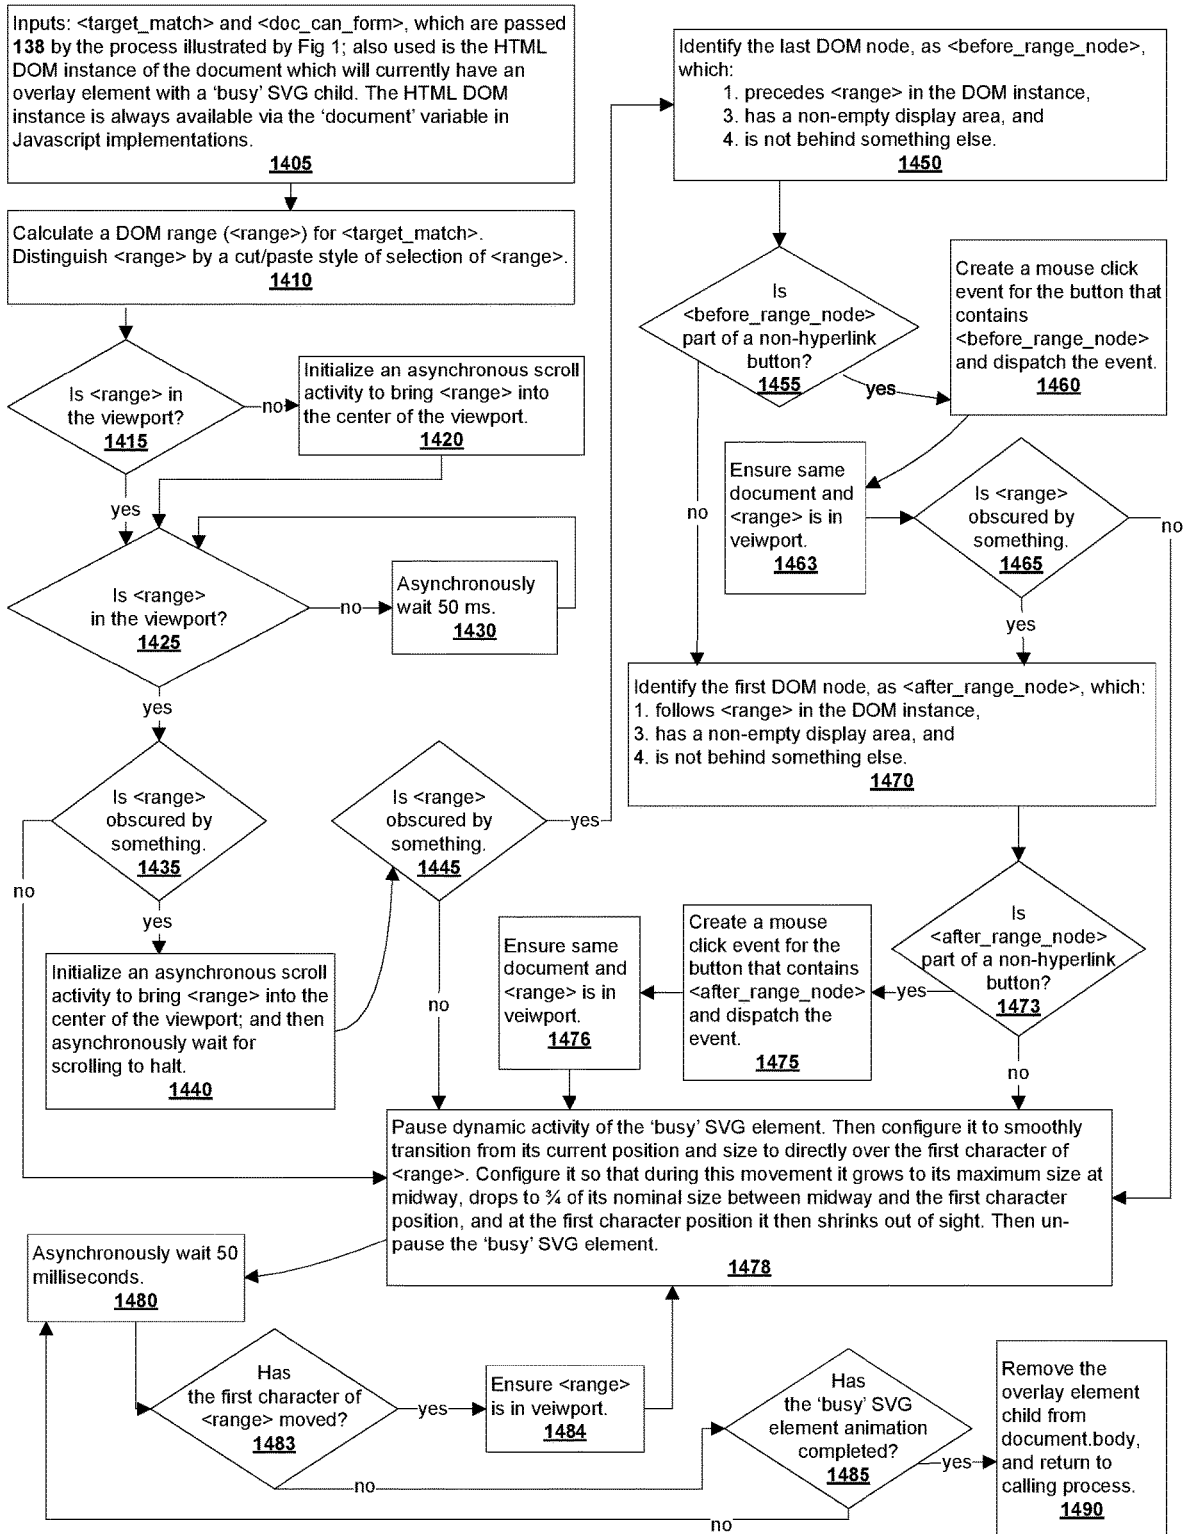 Inputs: <target_match> and <doc_can_form>, which are passed
138 by the process illustrated by Fig 1; also used is the HTML
DOM instance of the document which will currently have an
overlay element with a ‘busy’ SVG child. The HTML DOM
instance is always available via the ‘document’ variable in
Javascript implementations.
1405
Calculate a DOM range (<range>) for <target_match>.
Distinguish <range> by a cut/paste style of selection of <range>.
1410
Is <range> in
the viewport?
1415
no
Initialize an asynchronous scroll
activity to bring <range> into
the center of the viewport.
1420
yes
Is <range>
in the viewport?
1425
no
Asynchronously
wait 50 ms.
1430
yes
Is <range>
obscured by
something.
1435
no
yes
Initialize an asynchronous scroll
activity to bring <range> into the
center of the viewport; and then
asynchronously wait for
scrolling to halt.
1440
Is <range>
obscured by
something.
1445
yes
no
Identify the last DOM node, as <before_range_node>,
which:
1. precedes <range> in the DOM instance,
3. has a non-empty display area, and
4. is not behind something else.
1450
Is
<before_range_node>
part of a non-hyperlink
button?
1455
yes
no
Create a mouse click
event for the button that
contains
<before_range_node>
and dispatch the event.
1460
Ensure same
document and
<range> is in
veiwport.
1463
Is <range>
obscured by
something.
1465
no
yes
Identify the first DOM node, as <after_range_node>, which:
1. follows <range> in the DOM instance,
3. has a non-empty display area, and
4. is not behind something else.
1470
Is
<after_range_node>
part of a non-hyperlink
button?
1473
yes
no
Create a mouse
click event for the
button that contains
<after_range_node>
and dispatch the
event.
1475
Ensure same
document and
<range> is in
veiwport.
1476
Pause dynamic activity of the ‘busy’ SVG element. Then configure it to smoothly
transition from its current position and size to directly over the first character of
<range>. Configure it so that during this movement it grows to its maximum size at
midway, drops to ¾ of its nominal size between midway and the first character
position, and at the first character position it then shrinks out of sight. Then un-
pause the ‘busy’ SVG element.
1478
Asynchronously wait 50
milliseconds.
1480
Has
the first character of
<range> moved?
1483
yes
no
Ensure <range>
is in veiwport.
1484
Has
the ‘busy’ SVG
element animation
completed?
1485
yes
no
Remove the
overlay element
child from
document.body,
and return to
calling process.
1490